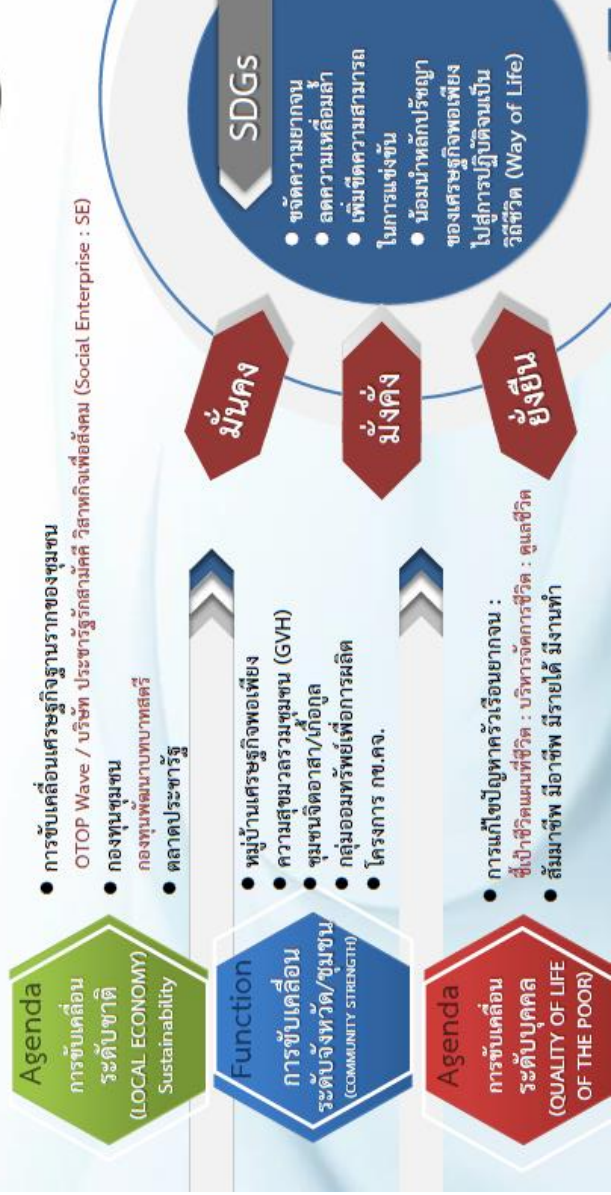 Agenda
การขับเคลื่อน
ระดับชาติ
(LOCAL ECONOMY)
Sustainability
● การขับเคลื่อนเศรษฐกิจฐานรากของชุมชน
OTOP Wave / บริษัท ประชารัฐรักสามัคคี วิสาหกิจเพื่อสังคม (Social Enterprise : SE)
● กองทุนชุมชน
กองทุนพัฒนาบทบาทสตรี
● ตลาดประชารัฐ
Function
การขับเคลื่อน
ระดับจังหวัด/ชุมชน
(COMMUNITY STRENGTH)
● หมู่บ้านเศรษฐกิจพอเพียง
● ความสุขมวลรวมชุมชน (GVH)
● ชุมชนจิตอาสา/เกื้อกูล
● กลุ่มออมทรัพย์เพื่อการผลิต
● โครงการ กข.คจ.
Agenda
การขับเคลื่อน
ระดับบุคคล
(QUALITY OF LIFE
OF THE POOR)
● การแก้ไขปัญหาครัวเรือนยากจน :
ชี้เป้าชีวิตแผนที่ชีวิต : บริหารจัดการชีวิต : ดูแลชีวิต
● สัมมาชีพ มีอาชีพ มีรายได้ มีงานทำ
มั่นคง
มั่งคั่ง
ยั่งยืน
SDGs
● ขจัดความยากจน
● ลดความเหลื่อมล้ำ
● เพิ่มขีดความสามารถ
ในการแข่งขัน
● น้อมนำหลักปรัชญา
ของเศรษฐกิจพอเพียง
ไปสู่การปฏิบัติจนเป็น
วิถีชีวิต (Way of Life)